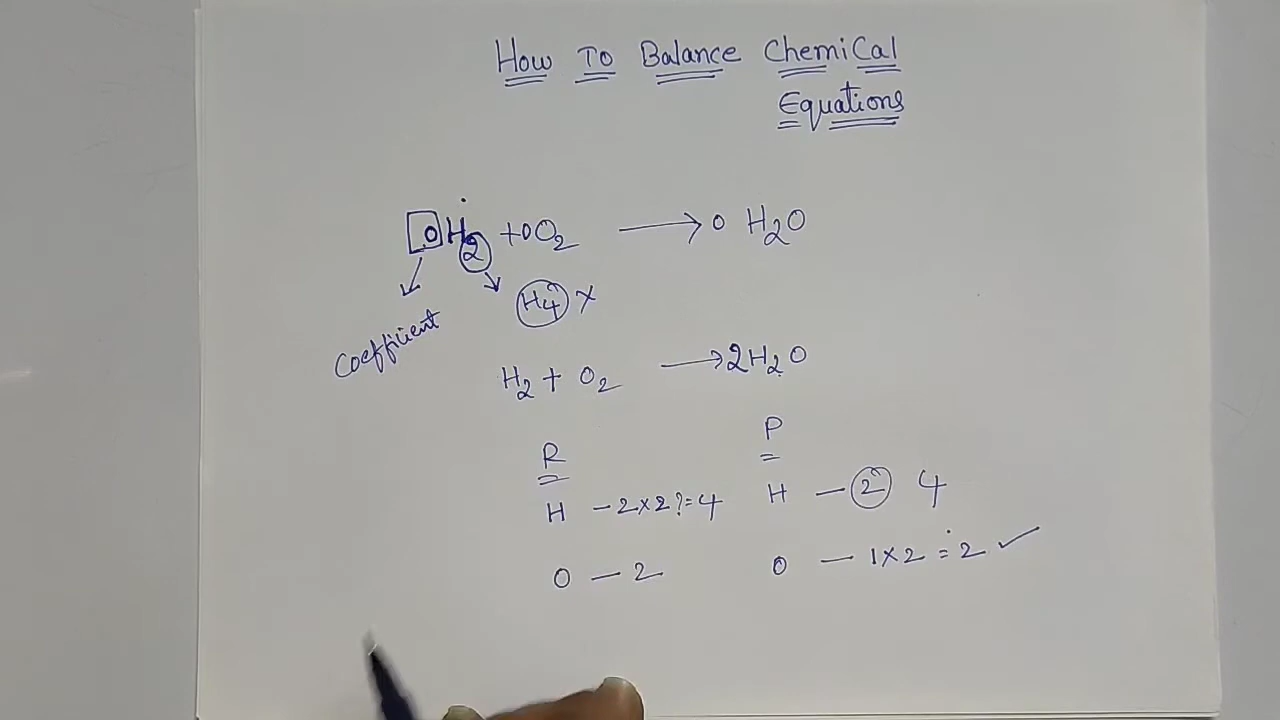 How To Balance Chemical
Equations
0 H2 + 0 O2 → 0 H2O
Coefficient
H4 ×
H2 + O2 → 2H2O
R
P
H – 2×2?=4
H – 2 4
O – 2
O – 1×2 = 2 ✓